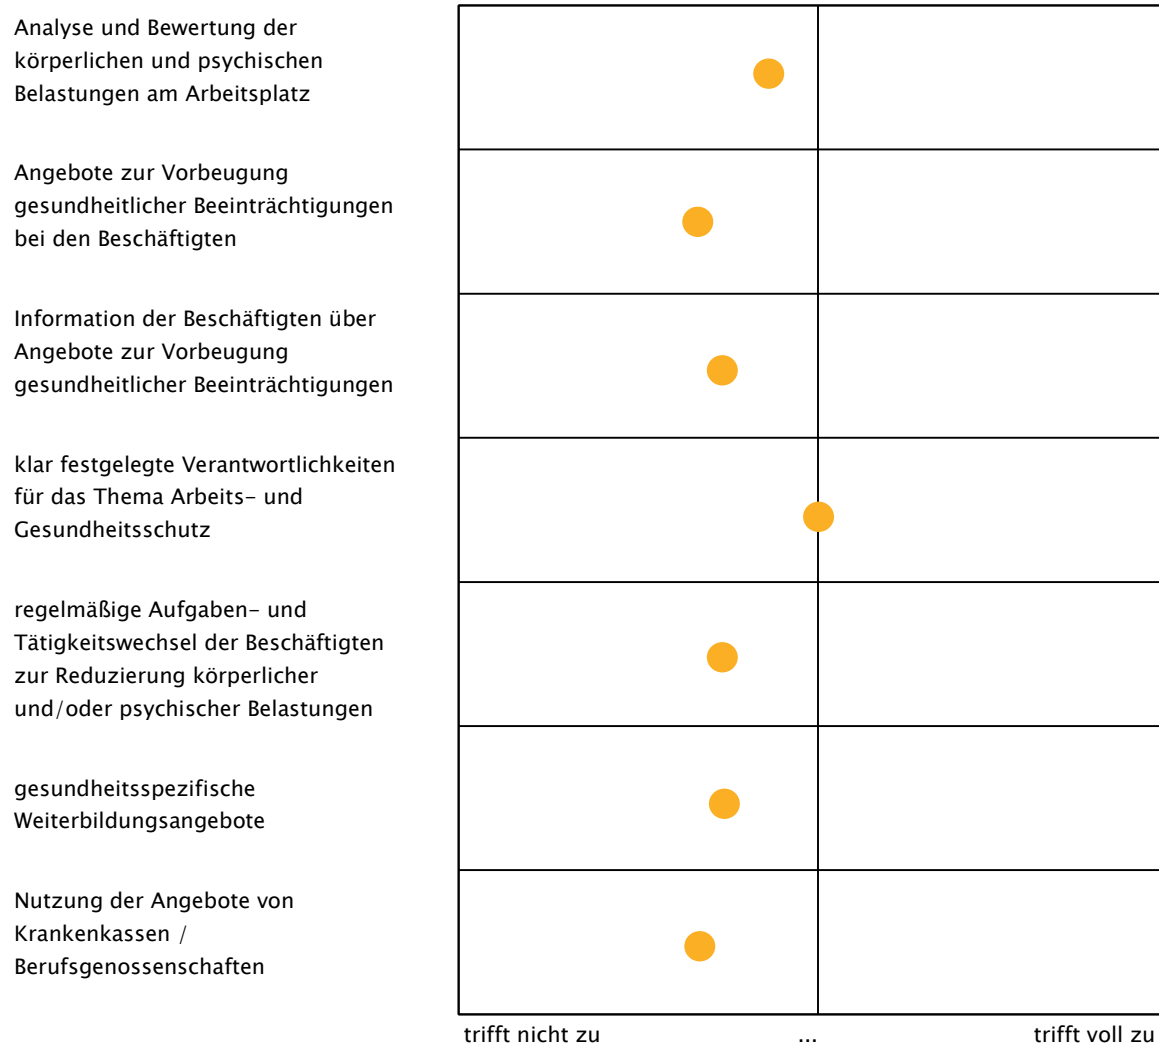 Analyse und Bewertung der
körperlichen und psychischen
Belastungen am Arbeitsplatz
Angebote zur Vorbeugung
gesundheitlicher Beeinträchtigungen
bei den Beschäftigten
Information der Beschäftigten über
Angebote zur Vorbeugung
gesundheitlicher Beeinträchtigungen
klar festgelegte Verantwortlichkeiten
für das Thema Arbeits- und
Gesundheitsschutz
regelmäßige Aufgaben- und
Tätigkeitswechsel der Beschäftigten
zur Reduzierung körperlicher
und/oder psychischer Belastungen
gesundheitsspezifische
Weiterbildungsangebote
Nutzung der Angebote von
Krankenkassen /
Berufsgenossenschaften
trifft nicht zu ... trifft voll zu